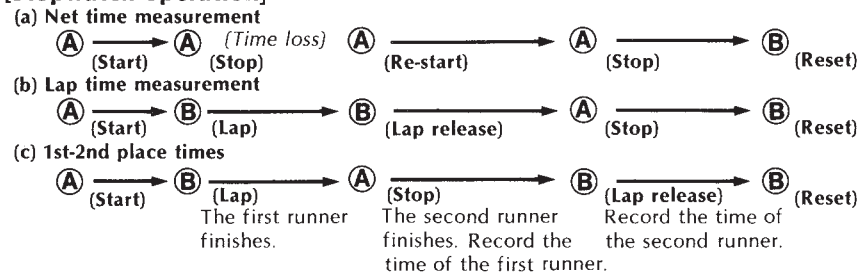 [Stopwatch operation]
(a) Net time measurement
Ⓐ Ⓐ (Time loss) Ⓐ Ⓐ Ⓑ
(Start) (Stop) (Re-start) (Stop) (Reset)
(b) Lap time measurement
Ⓐ Ⓑ Ⓑ Ⓐ Ⓑ
(Start) (Lap) (Lap release) (Stop) (Reset)
(c) 1st-2nd place times
Ⓐ Ⓑ Ⓐ Ⓑ Ⓑ
(Start) (Lap) (Stop) (Lap release) (Reset)
The first runner The second runner Record the time of
finishes. finishes. Record the the second runner.
time of the first runner.